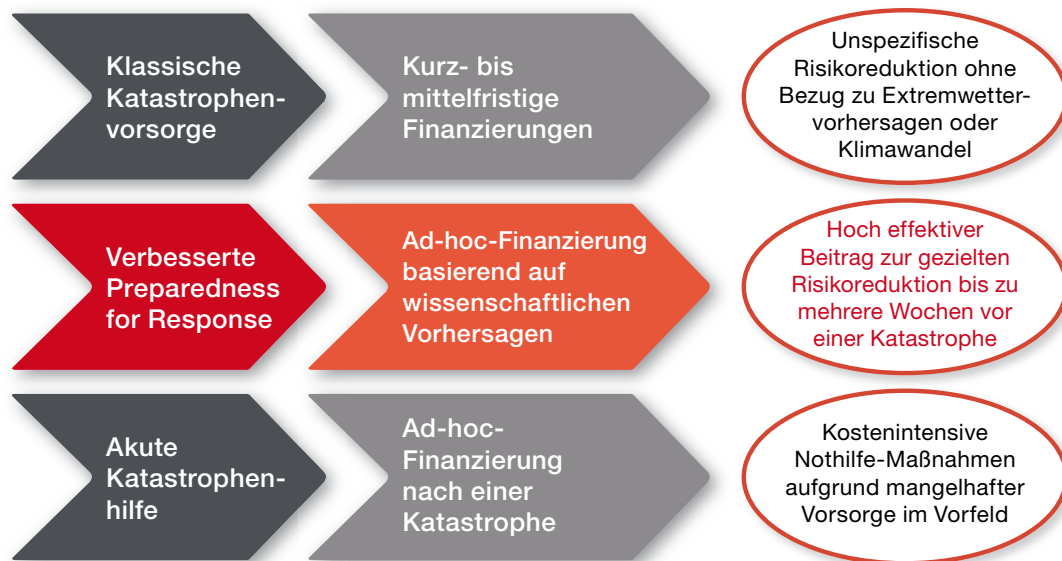 Klassische
Katastrophen-
vorsorge
Kurz- bis
mittelfristige
Finanzierungen
Unspezifische
Risikoreduktion ohne
Bezug zu Extremwetter-
vorhersagen oder
Klimawandel
Verbesserte
Preparedness
for Response
Ad-hoc-Finanzierung
basierend auf
wissenschaftlichen
Vorhersagen
Hoch effektiver
Beitrag zur gezielten
Risikoreduktion bis zu
mehrere Wochen vor
einer Katastrophe
Akute
Katastrophen-
hilfe
Ad-hoc-
Finanzierung
nach einer
Katastrophe
Kostenintensive
Nothilfe-Maßnahmen
aufgrund mangelhafter
Vorsorge im Vorfeld